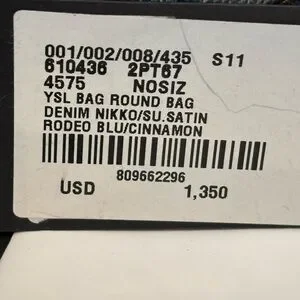 001/002/008/435 S11
610436 2PT67
4575 NOSIZ
YSL BAG ROUND BAG
DENIM NIKKO/SU.SATIN
RODEO BLU/CINNAMON
809662296
USD 1,350